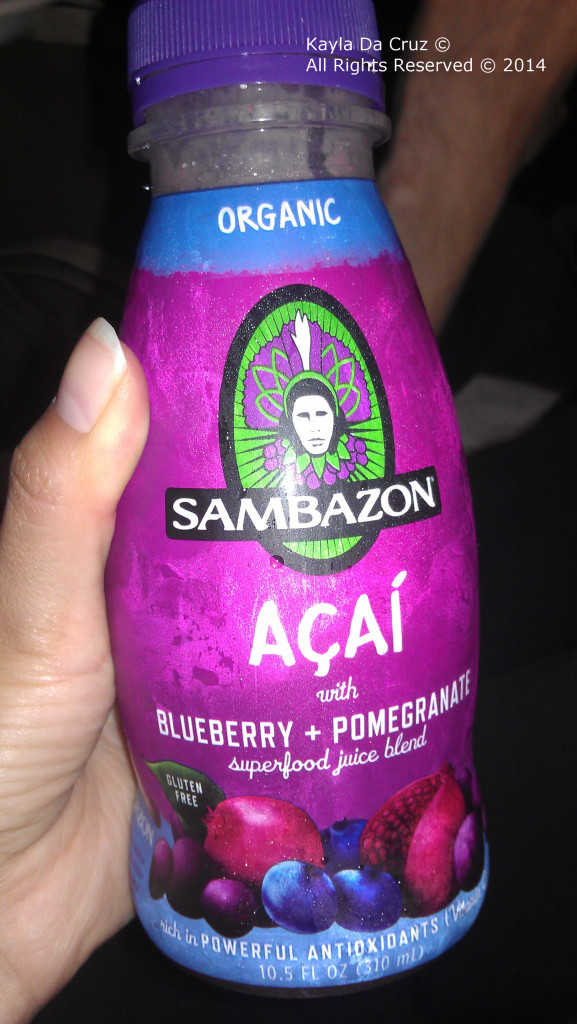 Kayla Da Cruz ©
All Rights Reserved © 2014
ORGANIC
SAMBAZON®
AÇAÍ
with
BLUEBERRY + POMEGRANATE
superfood juice blend
GLUTEN
FREE
rich in POWERFUL ANTIOXIDANTS
10.5 FL OZ (310 mL)